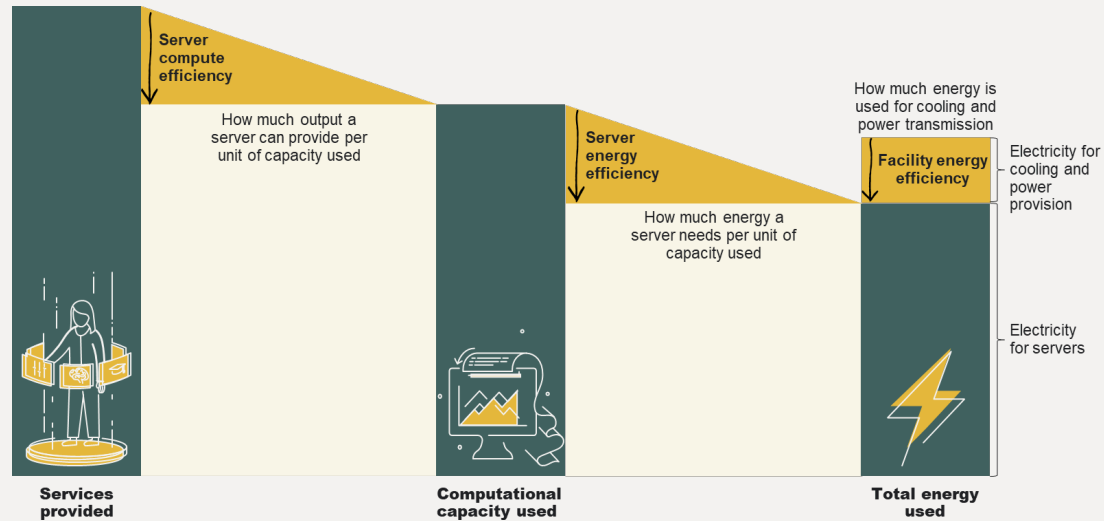 Server
compute
efficiency
How much output a
server can provide per
unit of capacity used
Server
energy
efficiency
How much energy a
server needs per unit of
capacity used
How much energy is
used for cooling and
power transmission
Facility energy
efficiency
Electricity for
cooling and
power
provision
Electricity
for servers
Services
provided
Computational
capacity used
Total energy
used